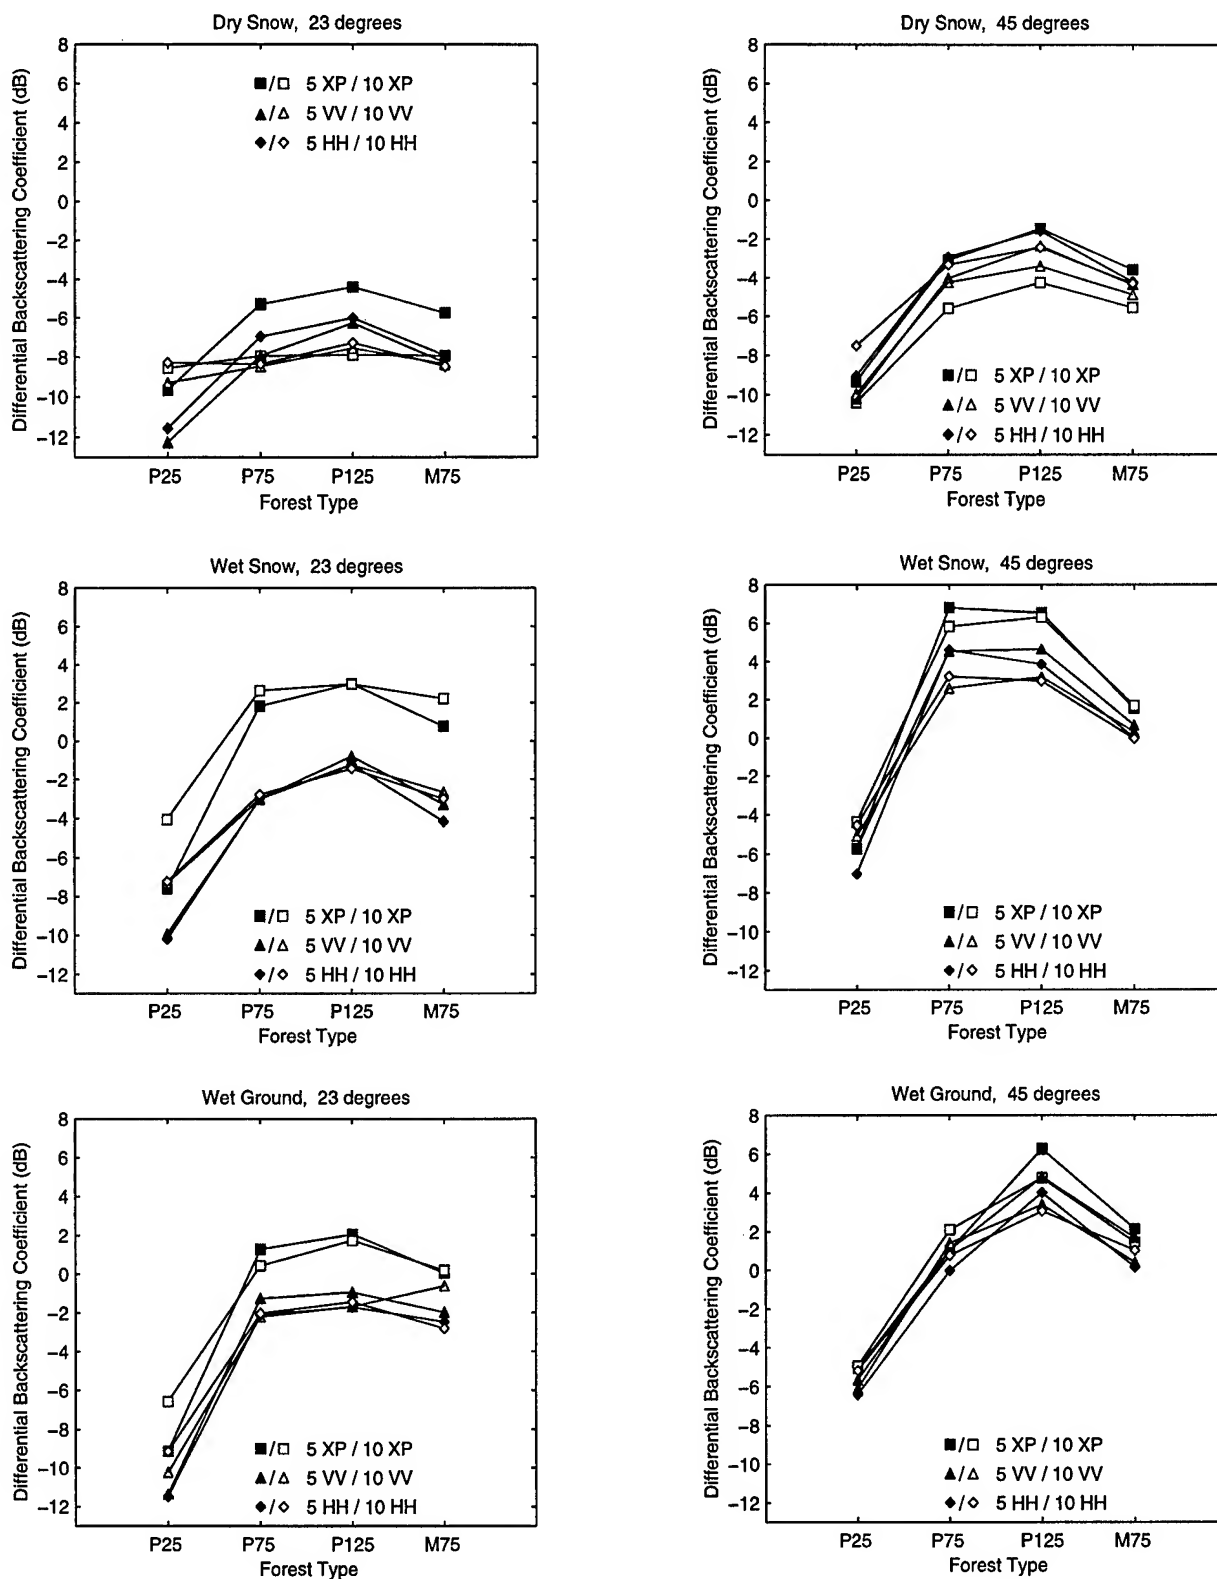 Dry Snow, 23 degrees
Differential Backscattering Coefficient (dB)
8
6
4
2
0
−2
−4
−6
−8
−10
−12
■/□ 5 XP / 10 XP
▲/△ 5 VV / 10 VV
◆/◇ 5 HH / 10 HH
P25 P75 P125 M75
Forest Type
Dry Snow, 45 degrees
Differential Backscattering Coefficient (dB)
8
6
4
2
0
−2
−4
−6
−8
−10
−12
■/□ 5 XP / 10 XP
▲/△ 5 VV / 10 VV
◆/◇ 5 HH / 10 HH
P25 P75 P125 M75
Forest Type
Wet Snow, 23 degrees
Differential Backscattering Coefficient (dB)
8
6
4
2
0
−2
−4
−6
−8
−10
−12
■/□ 5 XP / 10 XP
▲/△ 5 VV / 10 VV
◆/◇ 5 HH / 10 HH
P25 P75 P125 M75
Forest Type
Wet Snow, 45 degrees
Differential Backscattering Coefficient (dB)
8
6
4
2
0
−2
−4
−6
−8
−10
−12
■/□ 5 XP / 10 XP
▲/△ 5 VV / 10 VV
◆/◇ 5 HH / 10 HH
P25 P75 P125 M75
Forest Type
Wet Ground, 23 degrees
Differential Backscattering Coefficient (dB)
8
6
4
2
0
−2
−4
−6
−8
−10
−12
■/□ 5 XP / 10 XP
▲/△ 5 VV / 10 VV
◆/◇ 5 HH / 10 HH
P25 P75 P125 M75
Forest Type
Wet Ground, 45 degrees
Differential Backscattering Coefficient (dB)
8
6
4
2
0
−2
−4
−6
−8
−10
−12
■/□ 5 XP / 10 XP
▲/△ 5 VV / 10 VV
◆/◇ 5 HH / 10 HH
P25 P75 P125 M75
Forest Type